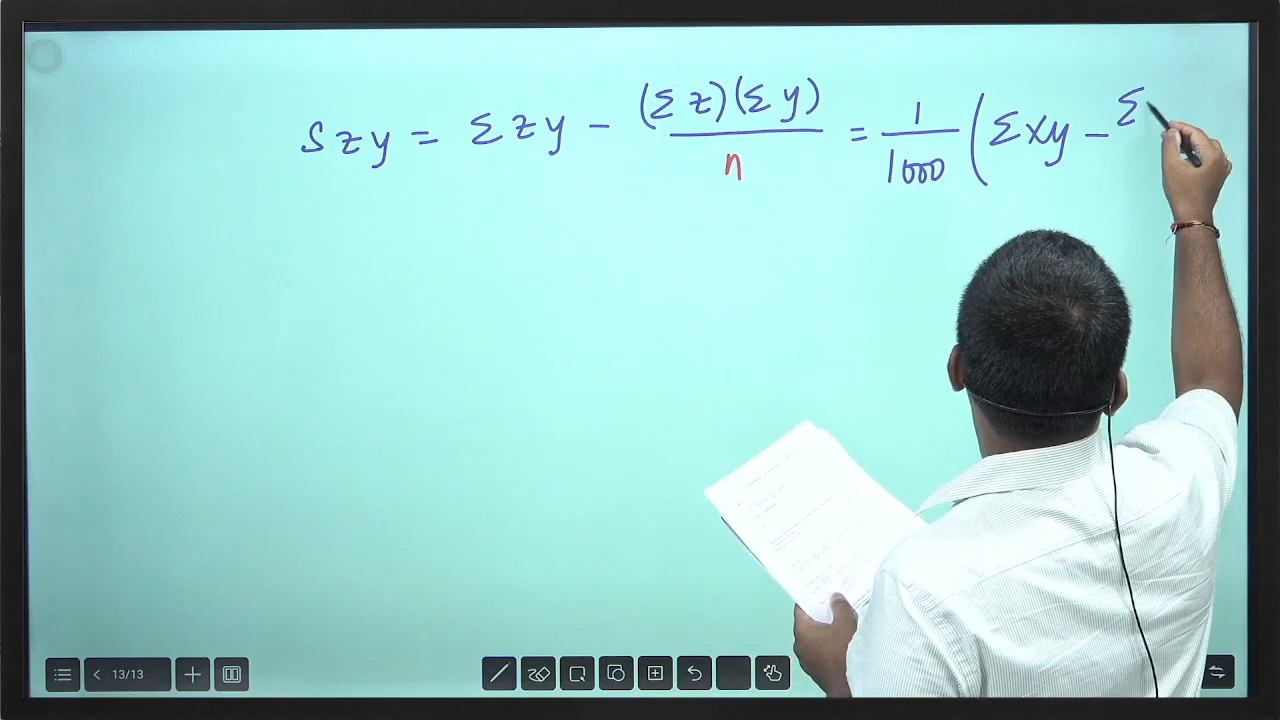 Szy = Σzy − (Σz)(Σy)/n = 1/1000 (Σxy − Σ
13/13